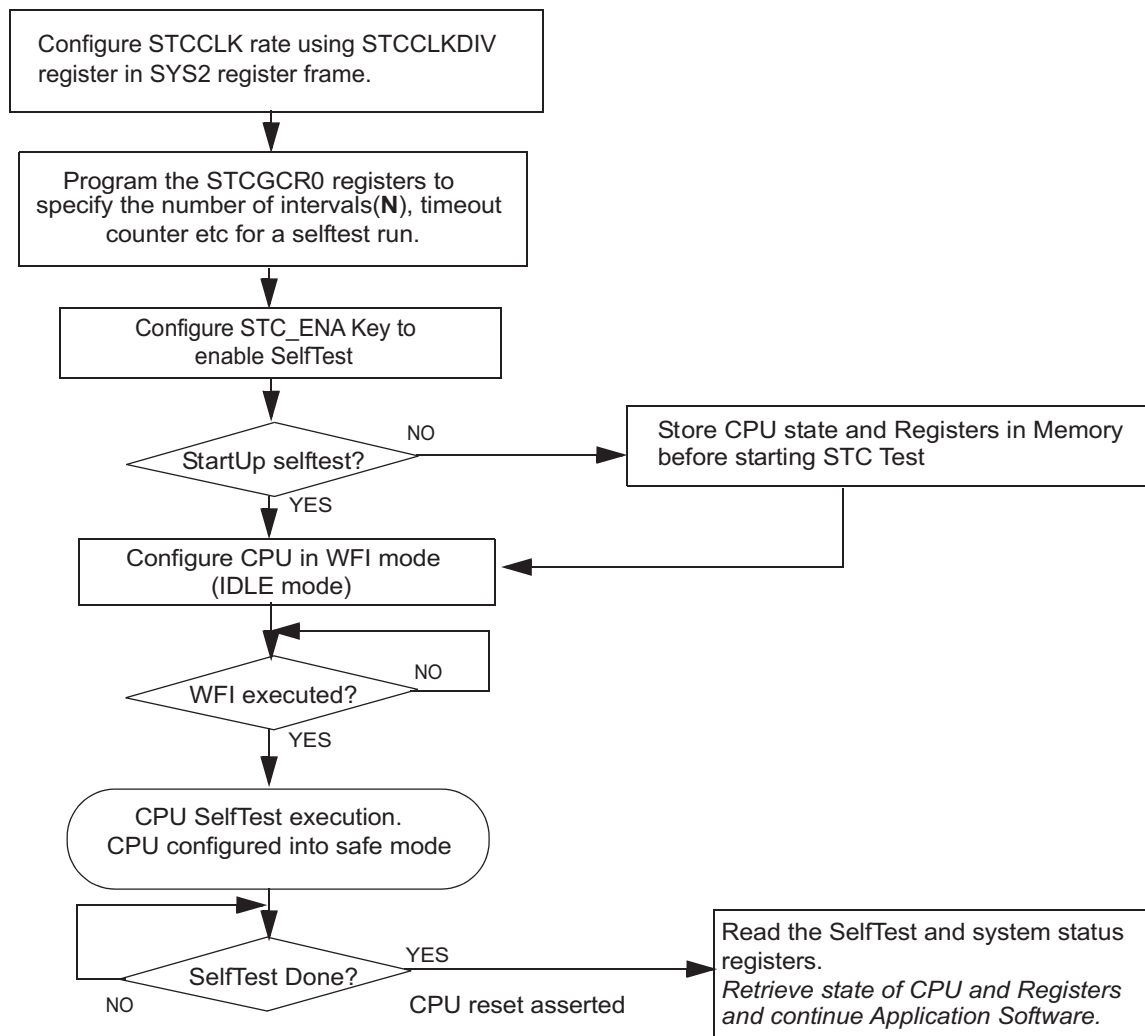 Configure STCCLK rate using STCCLKDIV
register in SYS2 register frame.
Program the STCGCR0 registers to
specify the number of intervals(N), timeout
counter etc for a selftest run.
Configure STC_ENA Key to
enable SelfTest
StartUp selftest?
NO
Store CPU state and Registers in Memory
before starting STC Test
YES
Configure CPU in WFI mode
(IDLE mode)
WFI executed?
NO
YES
CPU SelfTest execution.
CPU configured into safe mode
SelfTest Done?
NO
YES
CPU reset asserted
Read the SelfTest and system status
registers.
Retrieve state of CPU and Registers
and continue Application Software.